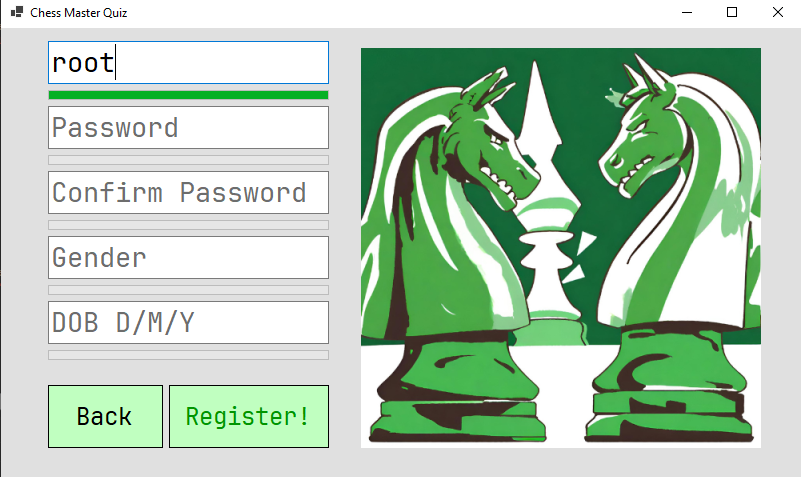 Chess Master Quiz
root
Password
Confirm Password
Gender
DOB D/M/Y
Back
Register!